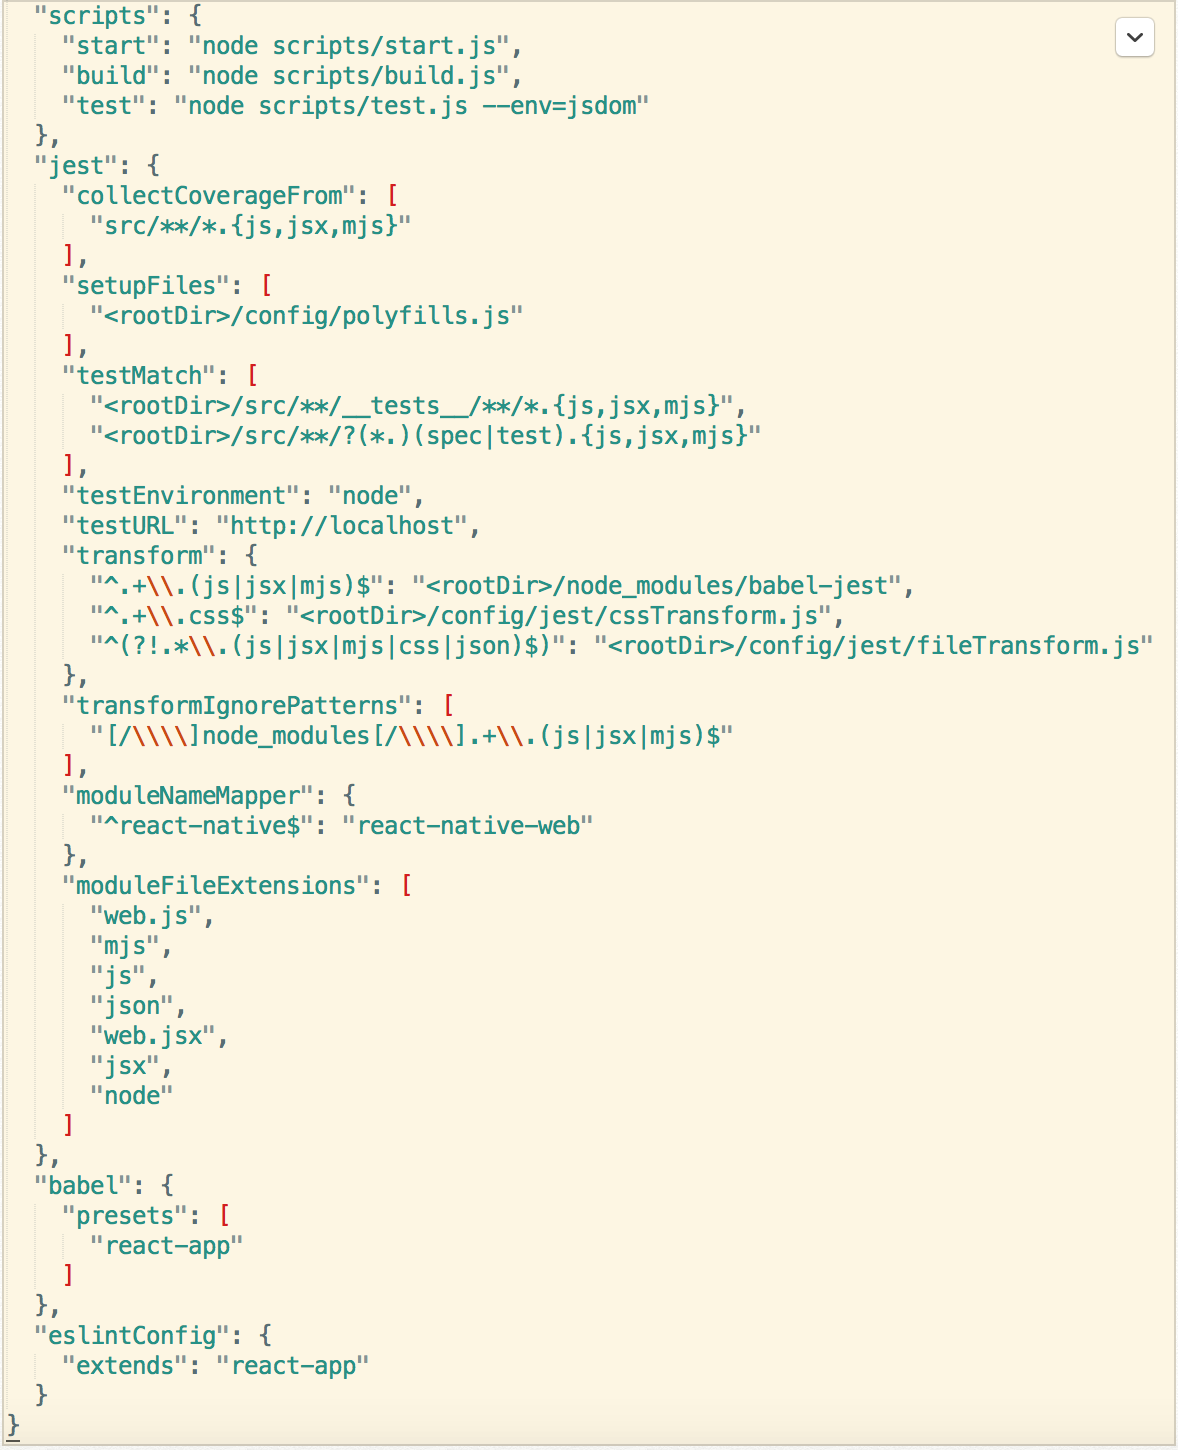 "scripts": {
"start": "node scripts/start.js",
"build": "node scripts/build.js",
"test": "node scripts/test.js --env=jsdom"
},
"jest": {
"collectCoverageFrom": [
"src/**/*.{js,jsx,mjs}"
],
"setupFiles": [
"<rootDir>/config/polyfills.js"
],
"testMatch": [
"<rootDir>/src/**/__tests__/**/*.{js,jsx,mjs}",
"<rootDir>/src/**/?(*.)(spec|test).{js,jsx,mjs}"
],
"testEnvironment": "node",
"testURL": "http://localhost",
"transform": {
"^.+\\.(js|jsx|mjs)$": "<rootDir>/node_modules/babel-jest",
"^.+\\.css$": "<rootDir>/config/jest/cssTransform.js",
"^(?!.*\\.(js|jsx|mjs|css|json)$)": "<rootDir>/config/jest/fileTransform.js"
},
"transformIgnorePatterns": [
"[/\\\\]node_modules[/\\\\].+\\.(js|jsx|mjs)$"
],
"moduleNameMapper": {
"^react-native$": "react-native-web"
},
"moduleFileExtensions": [
"web.js",
"mjs",
"js",
"json",
"web.jsx",
"jsx",
"node"
]
},
"babel": {
"presets": [
"react-app"
]
},
"eslintConfig": {
"extends": "react-app"
}
}